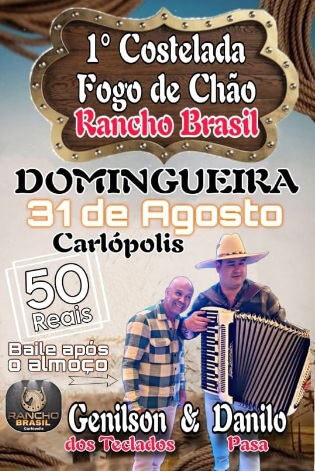 1° Costelada
Fogo de Chão
Rancho Brasil
DOMINGUEIRA
31 de Agosto
Carlópolis
50
Reais
Baile após
o almoço
RANCHO
BRASIL
Carlópolis
Genilson & Danilo
dos Teclados Pasa